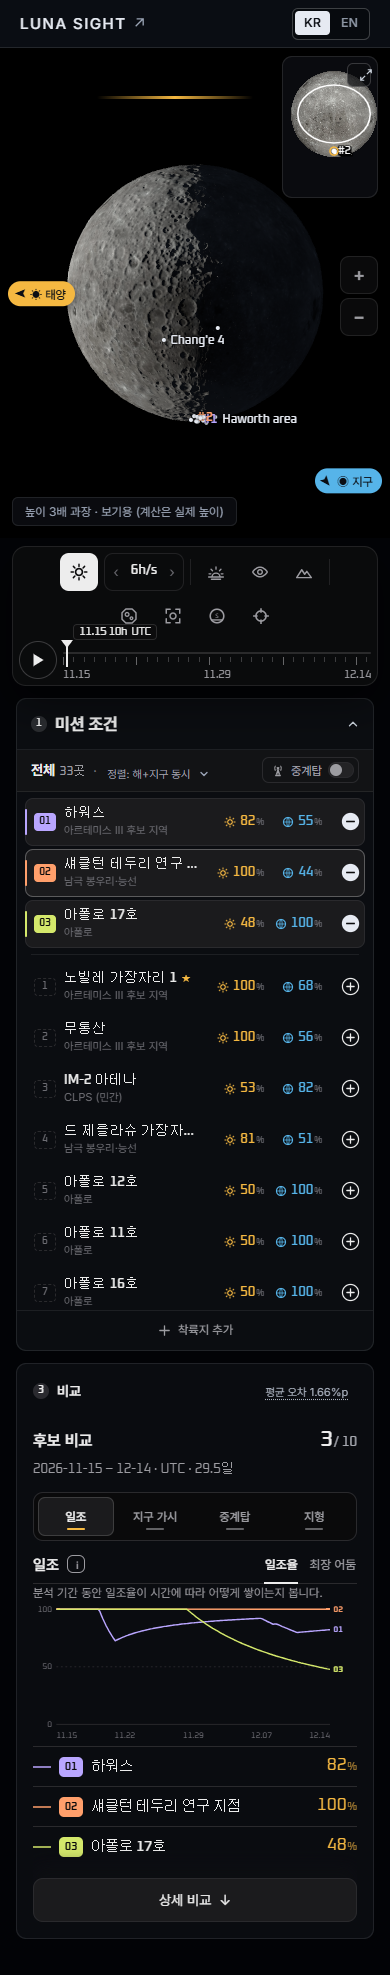 LUNA SIGHT ↗
KR EN
#2
태양
Chang'e 4
Haworth area
지구
높이 3배 과장 · 보기용 (계산은 실제 높이)
‹ 6h/s ›
11.15 10h UTC
11.15 11.29 12.14
1 미션 조건
전체 33곳 · 정렬: 해+지구 동시 중계탑
01 하워스 82% 55%
아르테미스 III 후보 지역
02 섀클턴 테두리 연구 ... 100% 44%
남극 봉우리·능선
03 아폴로 17호 48% 100%
아폴로
1 노빌레 가장자리 1 ★ 100% 68%
아르테미스 III 후보 지역
2 무통산 100% 56%
아르테미스 III 후보 지역
3 IM-2 아테나 53% 82%
CLPS (민간)
4 드 제를라슈 가장자... 81% 51%
남극 봉우리·능선
5 아폴로 12호 50% 100%
아폴로
6 아폴로 11호 50% 100%
아폴로
7 아폴로 16호 50% 100%
아폴로
+ 착륙지 추가
3 비교 평균 오차 1.66%p
후보 비교 3 / 10
2026-11-15 – 12-14 · UTC · 29.5일
일조 지구 가시 중계탑 지형
일조 i 일조율 최장 어둠
분석 기간 동안 일조율이 시간에 따라 어떻게 쌓이는지 봅니다.
100 02
01
50 03
0
11.15 11.22 11.29 12.07 12.14
01 하워스 82%
02 섀클턴 테두리 연구 지점 100%
03 아폴로 17호 48%
상세 비교 ↓